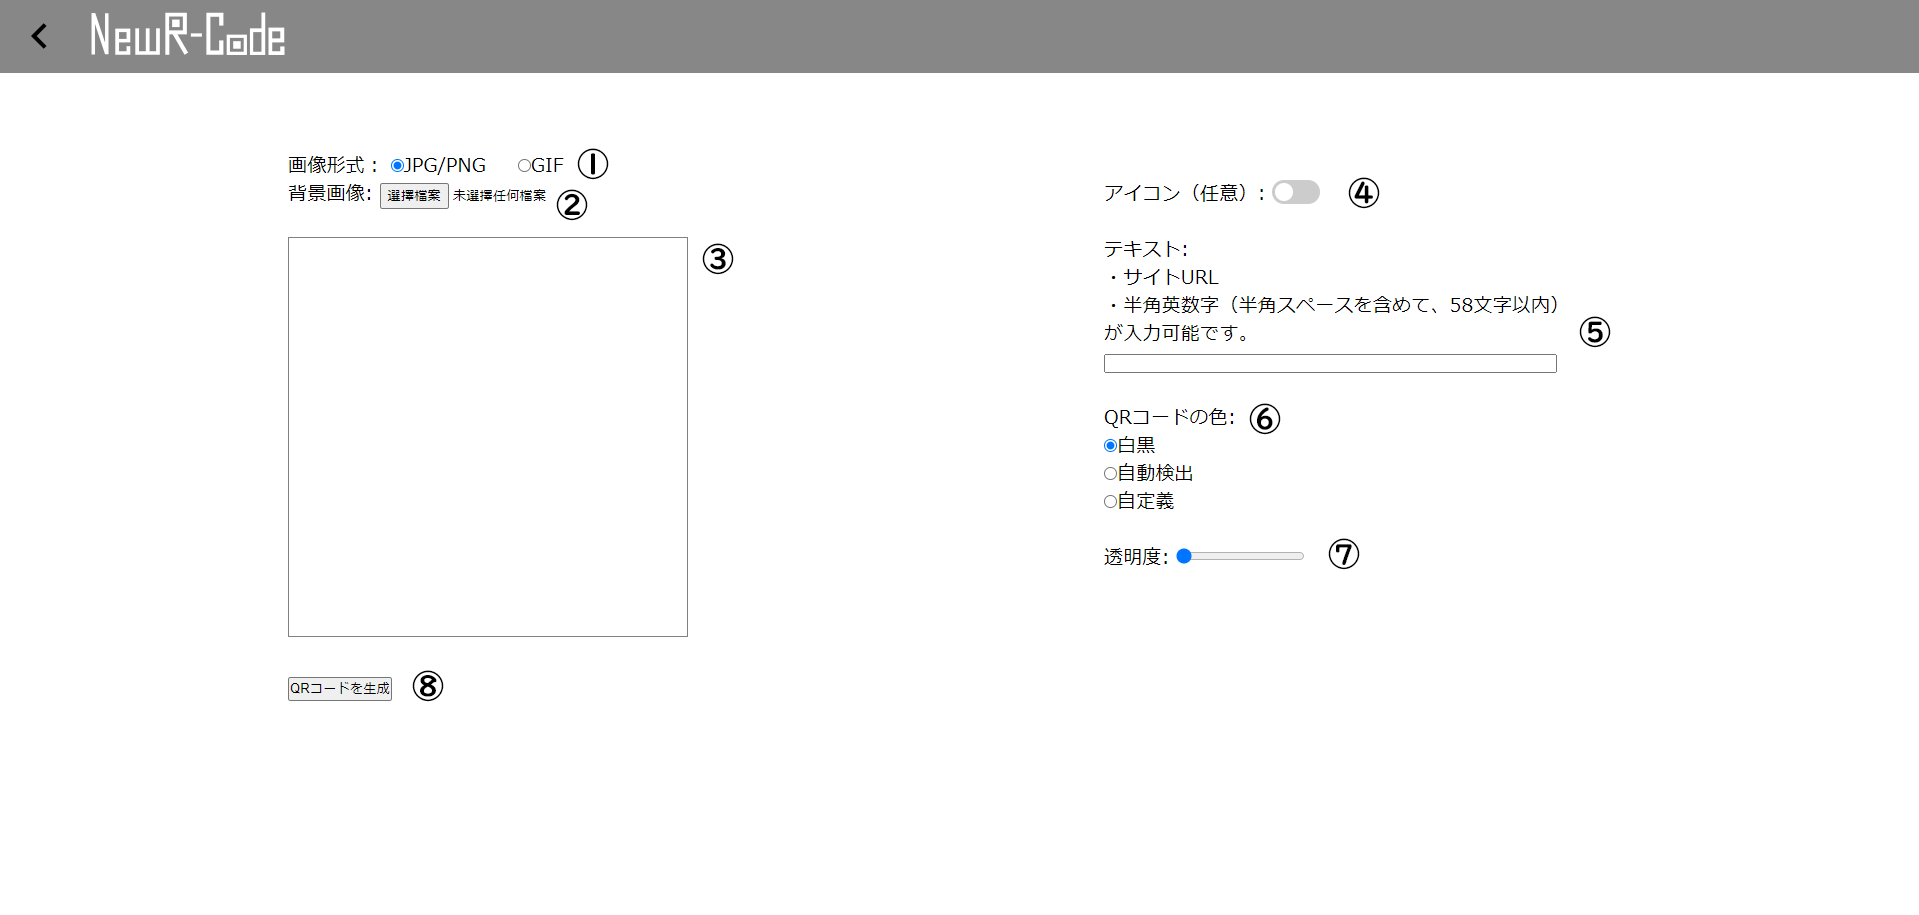 NewR-Code
画像形式： JPG/PNG GIF ①
背景画像: 選擇檔案 未選擇任何檔案 ②
③
QRコードを生成 ⑧
アイコン（任意）: ④
テキスト:
・サイトURL
・半角英数字（半角スペースを含めて、58文字以内）
が入力可能です。
⑤
QRコードの色: ⑥
白黒
自動検出
自定義
透明度: ⑦